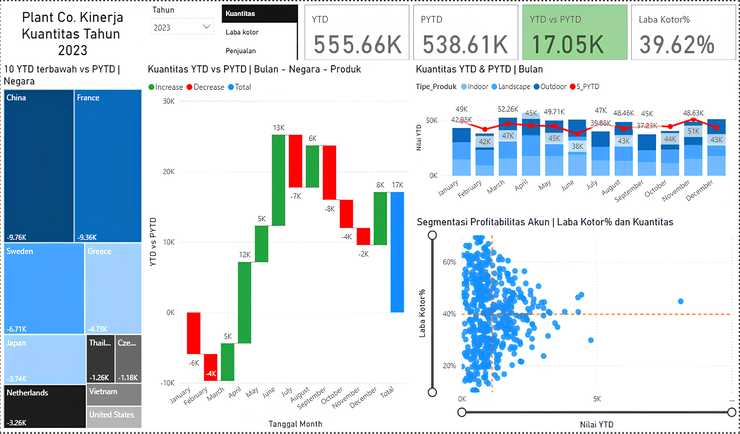 Plant Co. Kinerja
Kuantitas Tahun
2023
Tahun
2023
Kuantitas
Laba kotor
Penjualan
YTD
555.66K
PYTD
538.61K
YTD vs PYTD
17.05K
Laba Kotor%
39.62%
10 YTD terbawah vs PYTD |
Negara
China
-9.76K
France
-9.36K
Sweden
-6.71K
Greece
-4.73K
Japan
-3.74K
Thail...
-1.26K
Cze...
-1.18K
Netherlands
-3.26K
Vietnam
United States
Kuantitas YTD vs PYTD | Bulan - Negara - Produk
Increase Decrease Total
YTD vs PYTD
30K
20K
10K
0K
-10K
-6K
-4K
5K
12K
5K
13K
-7K
6K
-8K
-4K
-2K
8K
17K
January
February
March
April
May
June
July
August
September
October
November
December
Total
Tanggal Month
Kuantitas YTD & PYTD | Bulan
Tipe_Produk Indoor Landscape Outdoor S_PYTD
Nilai YTD
50K
0K
49K
42.98K
42K
52.26K
47K
45K
49.71K
45K
38K
47K
39.86K
48.46K
43K
45K
37.23K
44K
48.63K
51K
43K
January
February
March
April
May
June
July
August
September
October
November
December
Segmentasi Profitabilitas Akun | Laba Kotor% dan Kuantitas
Laba Kotor%
60%
40%
20%
0K
5K
...
Nilai YTD